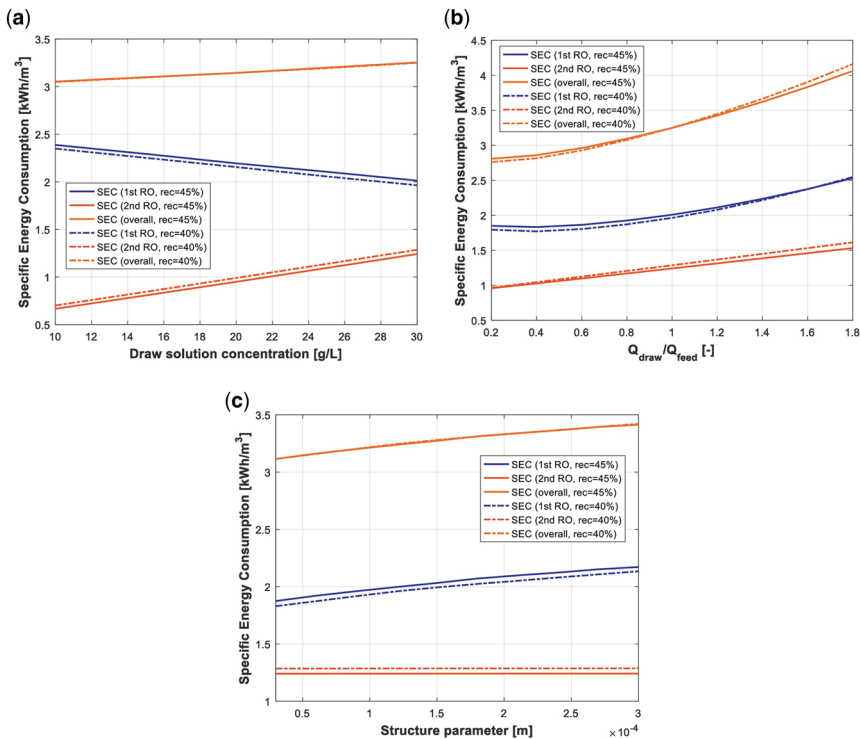 (a)
3.5
3
2.5
2
1.5
1
0.5
Specific Energy Consumption [kWh/m³]
SEC (1st RO, rec=45%)
SEC (2nd RO, rec=45%)
SEC (overall, rec=45%)
SEC (1st RO, rec=40%)
SEC (2nd RO, rec=40%)
SEC (overall, rec=40%)
10 12 14 16 18 20 22 24 26 28 30
Draw solution concentration [g/L]
(b)
4.5
4
3.5
3
2.5
2
1.5
1
0.5
Specific Energy Consumption [kWh/m³]
SEC (1st RO, rec=45%)
SEC (2nd RO, rec=45%)
SEC (overall, rec=45%)
SEC (1st RO, rec=40%)
SEC (2nd RO, rec=40%)
SEC (overall, rec=40%)
0.2 0.4 0.6 0.8 1 1.2 1.4 1.6 1.8
Q_draw/Q_feed [-]
(c)
3.5
3
2.5
2
1.5
1
Specific Energy Consumption [kWh/m³]
SEC (1st RO, rec=45%)
SEC (2nd RO, rec=45%)
SEC (overall, rec=45%)
SEC (1st RO, rec=40%)
SEC (2nd RO, rec=40%)
SEC (overall, rec=40%)
0.5 1 1.5 2 2.5 3
Structure parameter [m]
×10⁻⁴